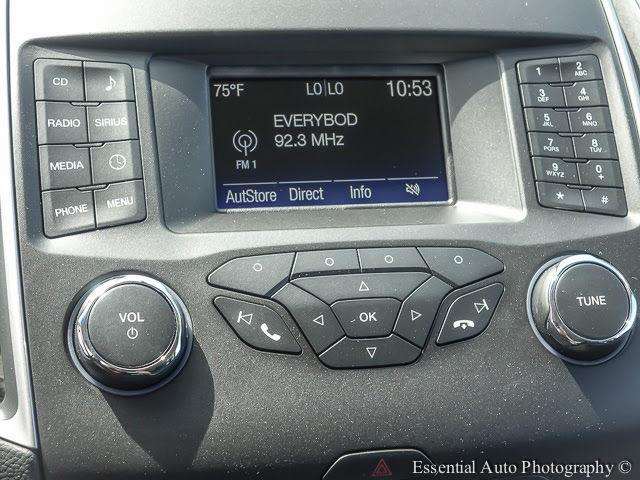 75°F LO LO 10:53
EVERYBOD
92.3 MHz
FM 1
AutStore Direct Info
CD
RADIO SIRIUS
MEDIA
PHONE MENU
1 2 ABC
3 DEF 4 GHI
5 JKL 6 MNO
7 PQRS 8 TUV
9 WXYZ 0 +
* #
VOL
OK
TUNE
Essential Auto Photography ©